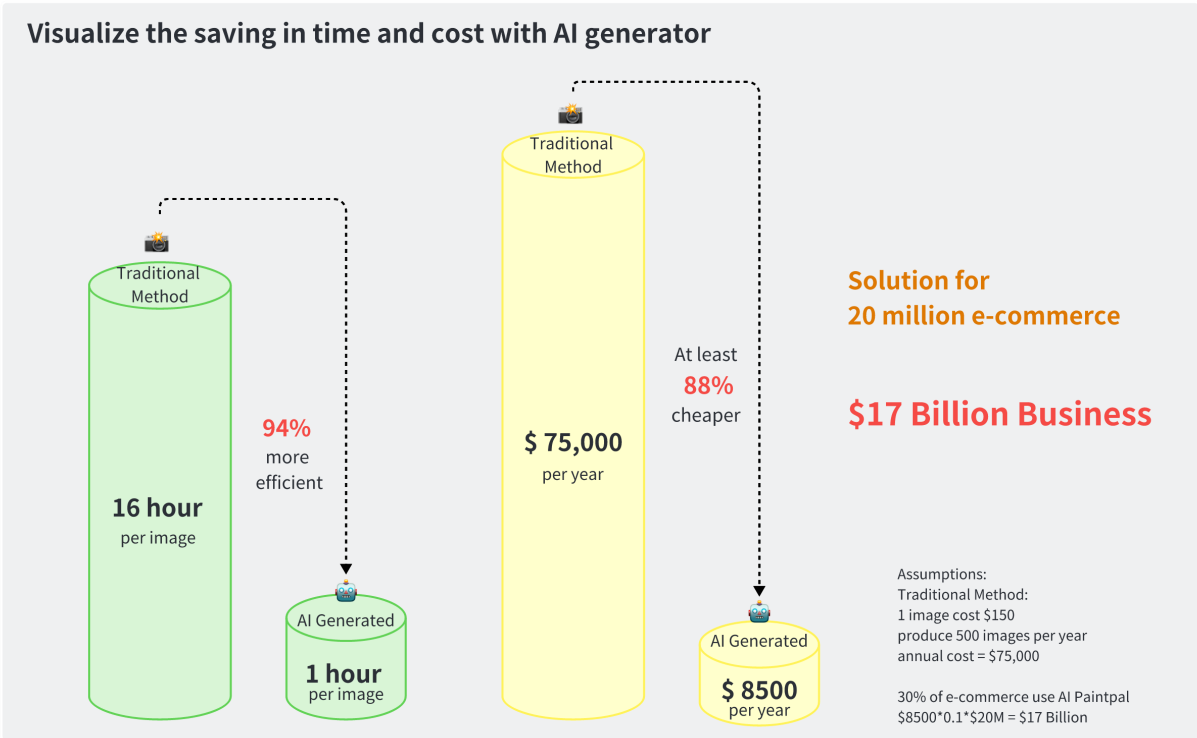 Visualize the saving in time and cost with AI generator
Traditional
Method
16 hour
per image
94%
more
efficient
AI Generated
1 hour
per image
Traditional
Method
$ 75,000
per year
At least
88%
cheaper
AI Generated
$ 8500
per year
Solution for
20 million e-commerce
$17 Billion Business
Assumptions:
Traditional Method:
1 image cost $150
produce 500 images per year
annual cost = $75,000
30% of e-commerce use AI Paintpal
$8500*0.1*$20M = $17 Billion